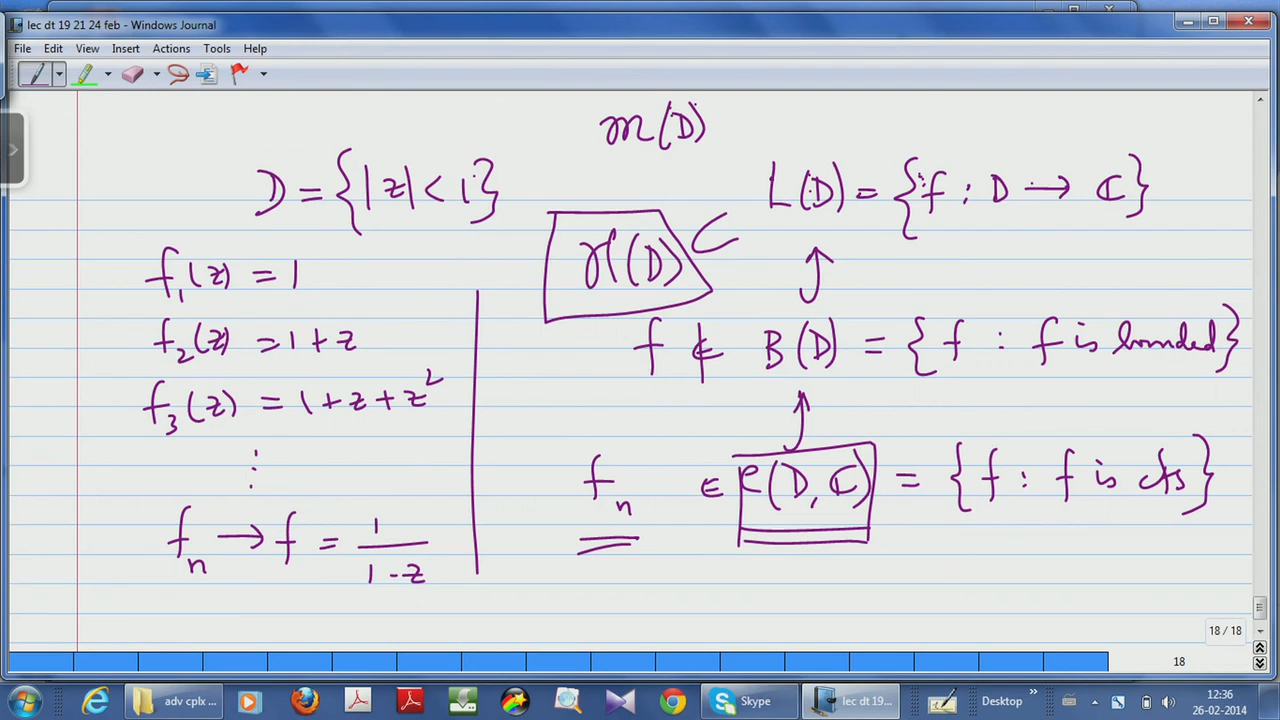 lec dt 19 21 24 feb - Windows Journal
File Edit View Insert Actions Tools Help
m(D)
D = {|z| < 1}
L(D) = {f : D → ℂ}
f₁(z) = 1
(D) ⊂
f₂(z) = 1 + z
f ∉ B(D) = {f : f is bounded}
f₃(z) = 1 + z + z²
⋮
fₙ ∈ C(D, ℂ) = {f : f is cts}
fₙ → f = 1/(1 - z)
18 / 18
18
adv cplx ...
Skype
lec dt 19...
Desktop
12:36
26-02-2014